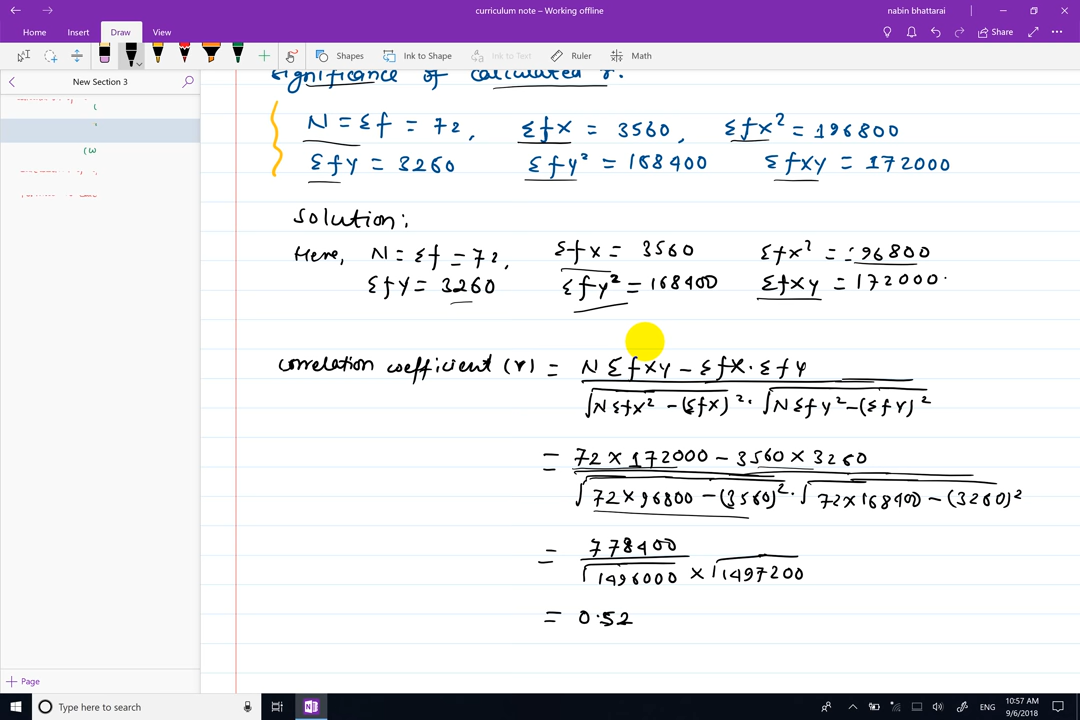 curriculum note – Working offline
nabin bhattarai
Home Insert Draw View
Share
Shapes Ink to Shape Ink to Text Ruler Math
New Section 3
significance of calculated r.
N = Σf = 72, Σfx = 3560, Σfx² = 196800
Σfy = 3260 Σfy² = 168400 Σfxy = 172000
Solution:
Here, N = Σf = 72, Σfx = 3560 Σfx² = 196800
Σfy = 3260 Σfy² = 168400 Σfxy = 172000.
correlation coefficient (r) = NΣfxy - Σfx · Σfy
√NΣfx² - (Σfx)² · √NΣfy² - (Σfy)²
= 72 × 172000 - 3560 × 3260
√72×96800 - (3560)² · √72×168400 - (3260)²
= 778400
√1496000 × √1497200
= 0.52
Page
Type here to search
ENG
10:57 AM
9/6/2018